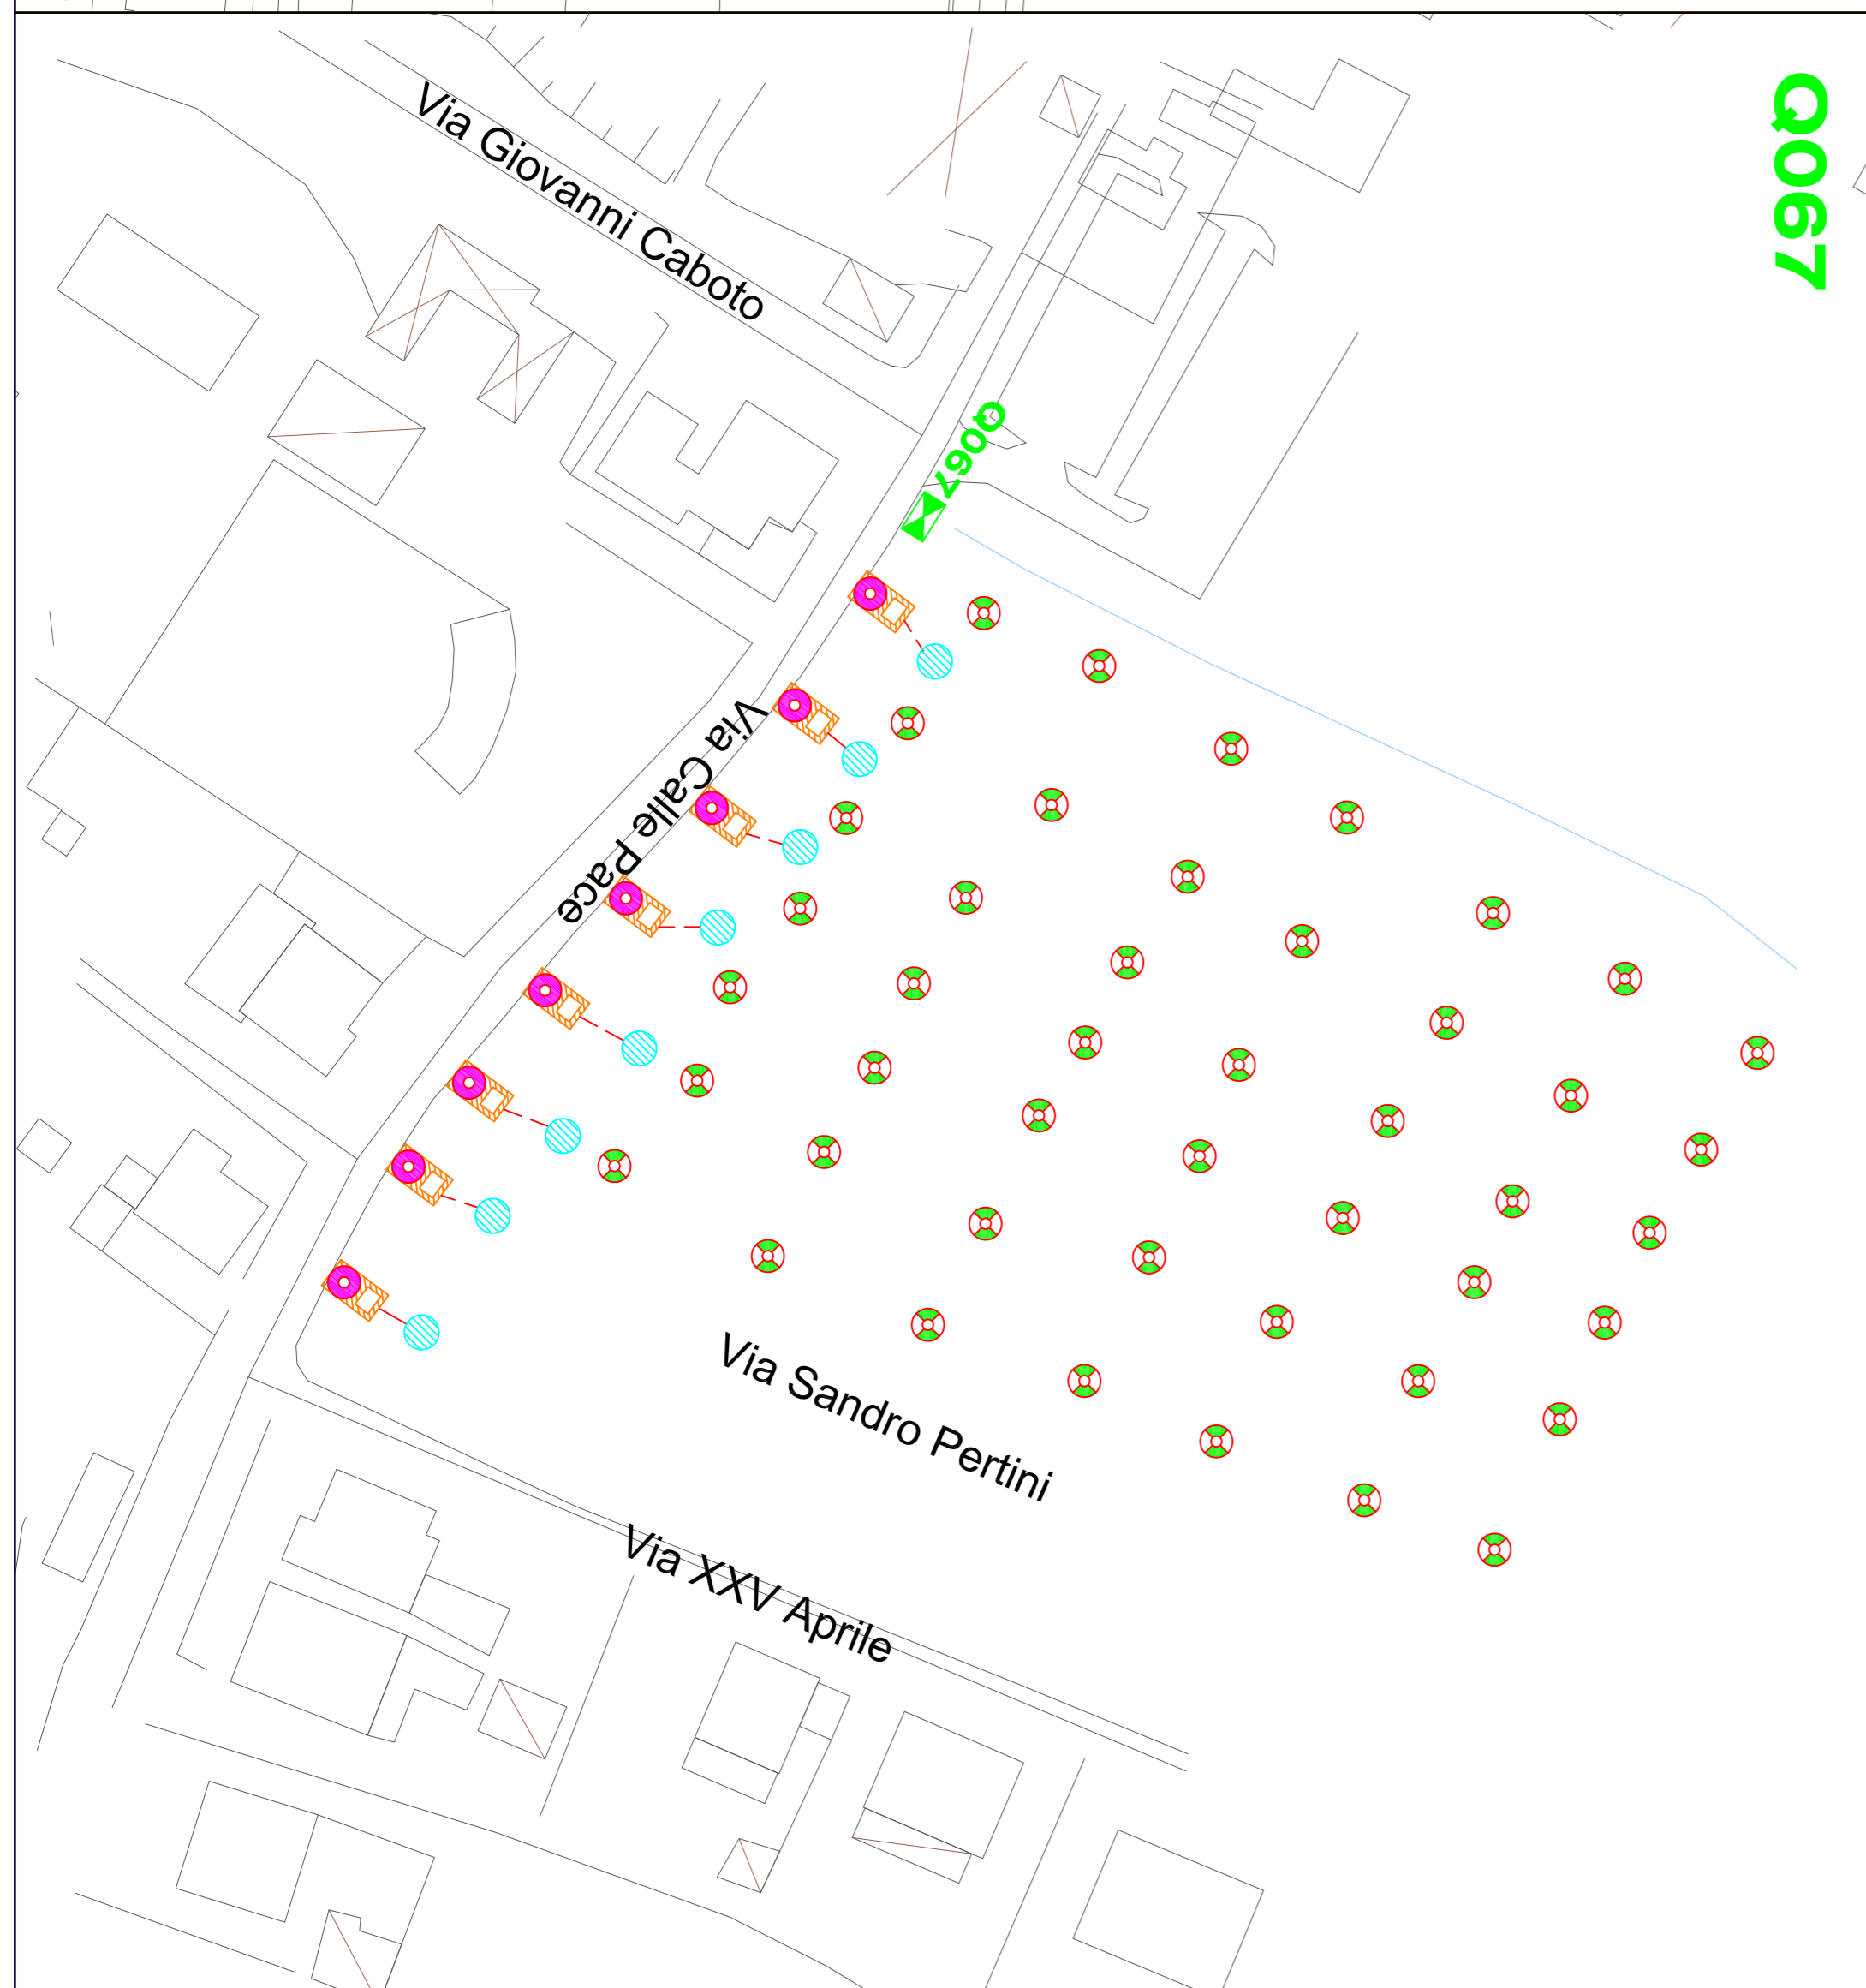 Q067
Via Giovanni Caboto
Q067
Via Calle Pace
Via Sandro Pertini
Via XXV Aprile